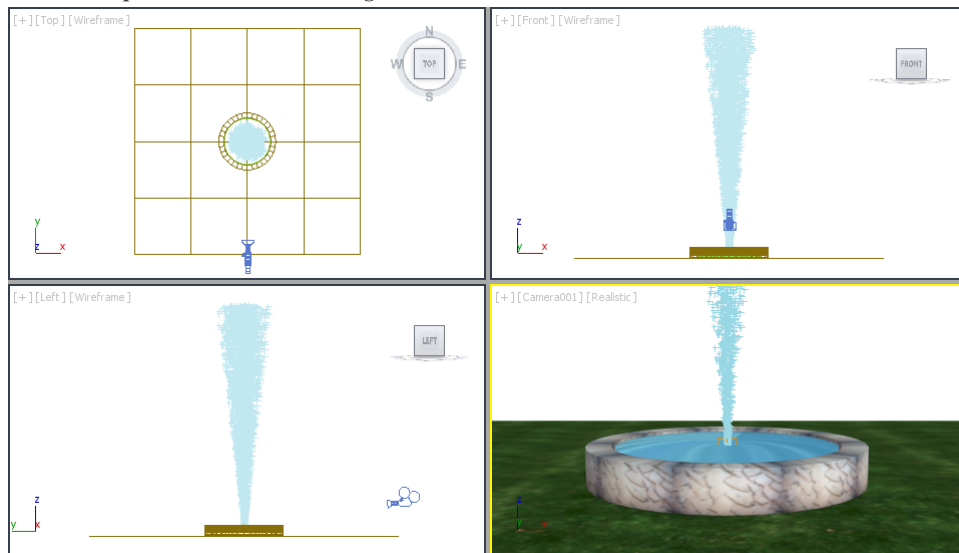 [+] [Top] [Wireframe]
N
W TOP E
S
y
z x
[+] [Front] [Wireframe]
FRONT
z
y x
[+] [Left] [Wireframe]
LEFT
z
y x
[+] [Camera001] [Realistic]
z
y x